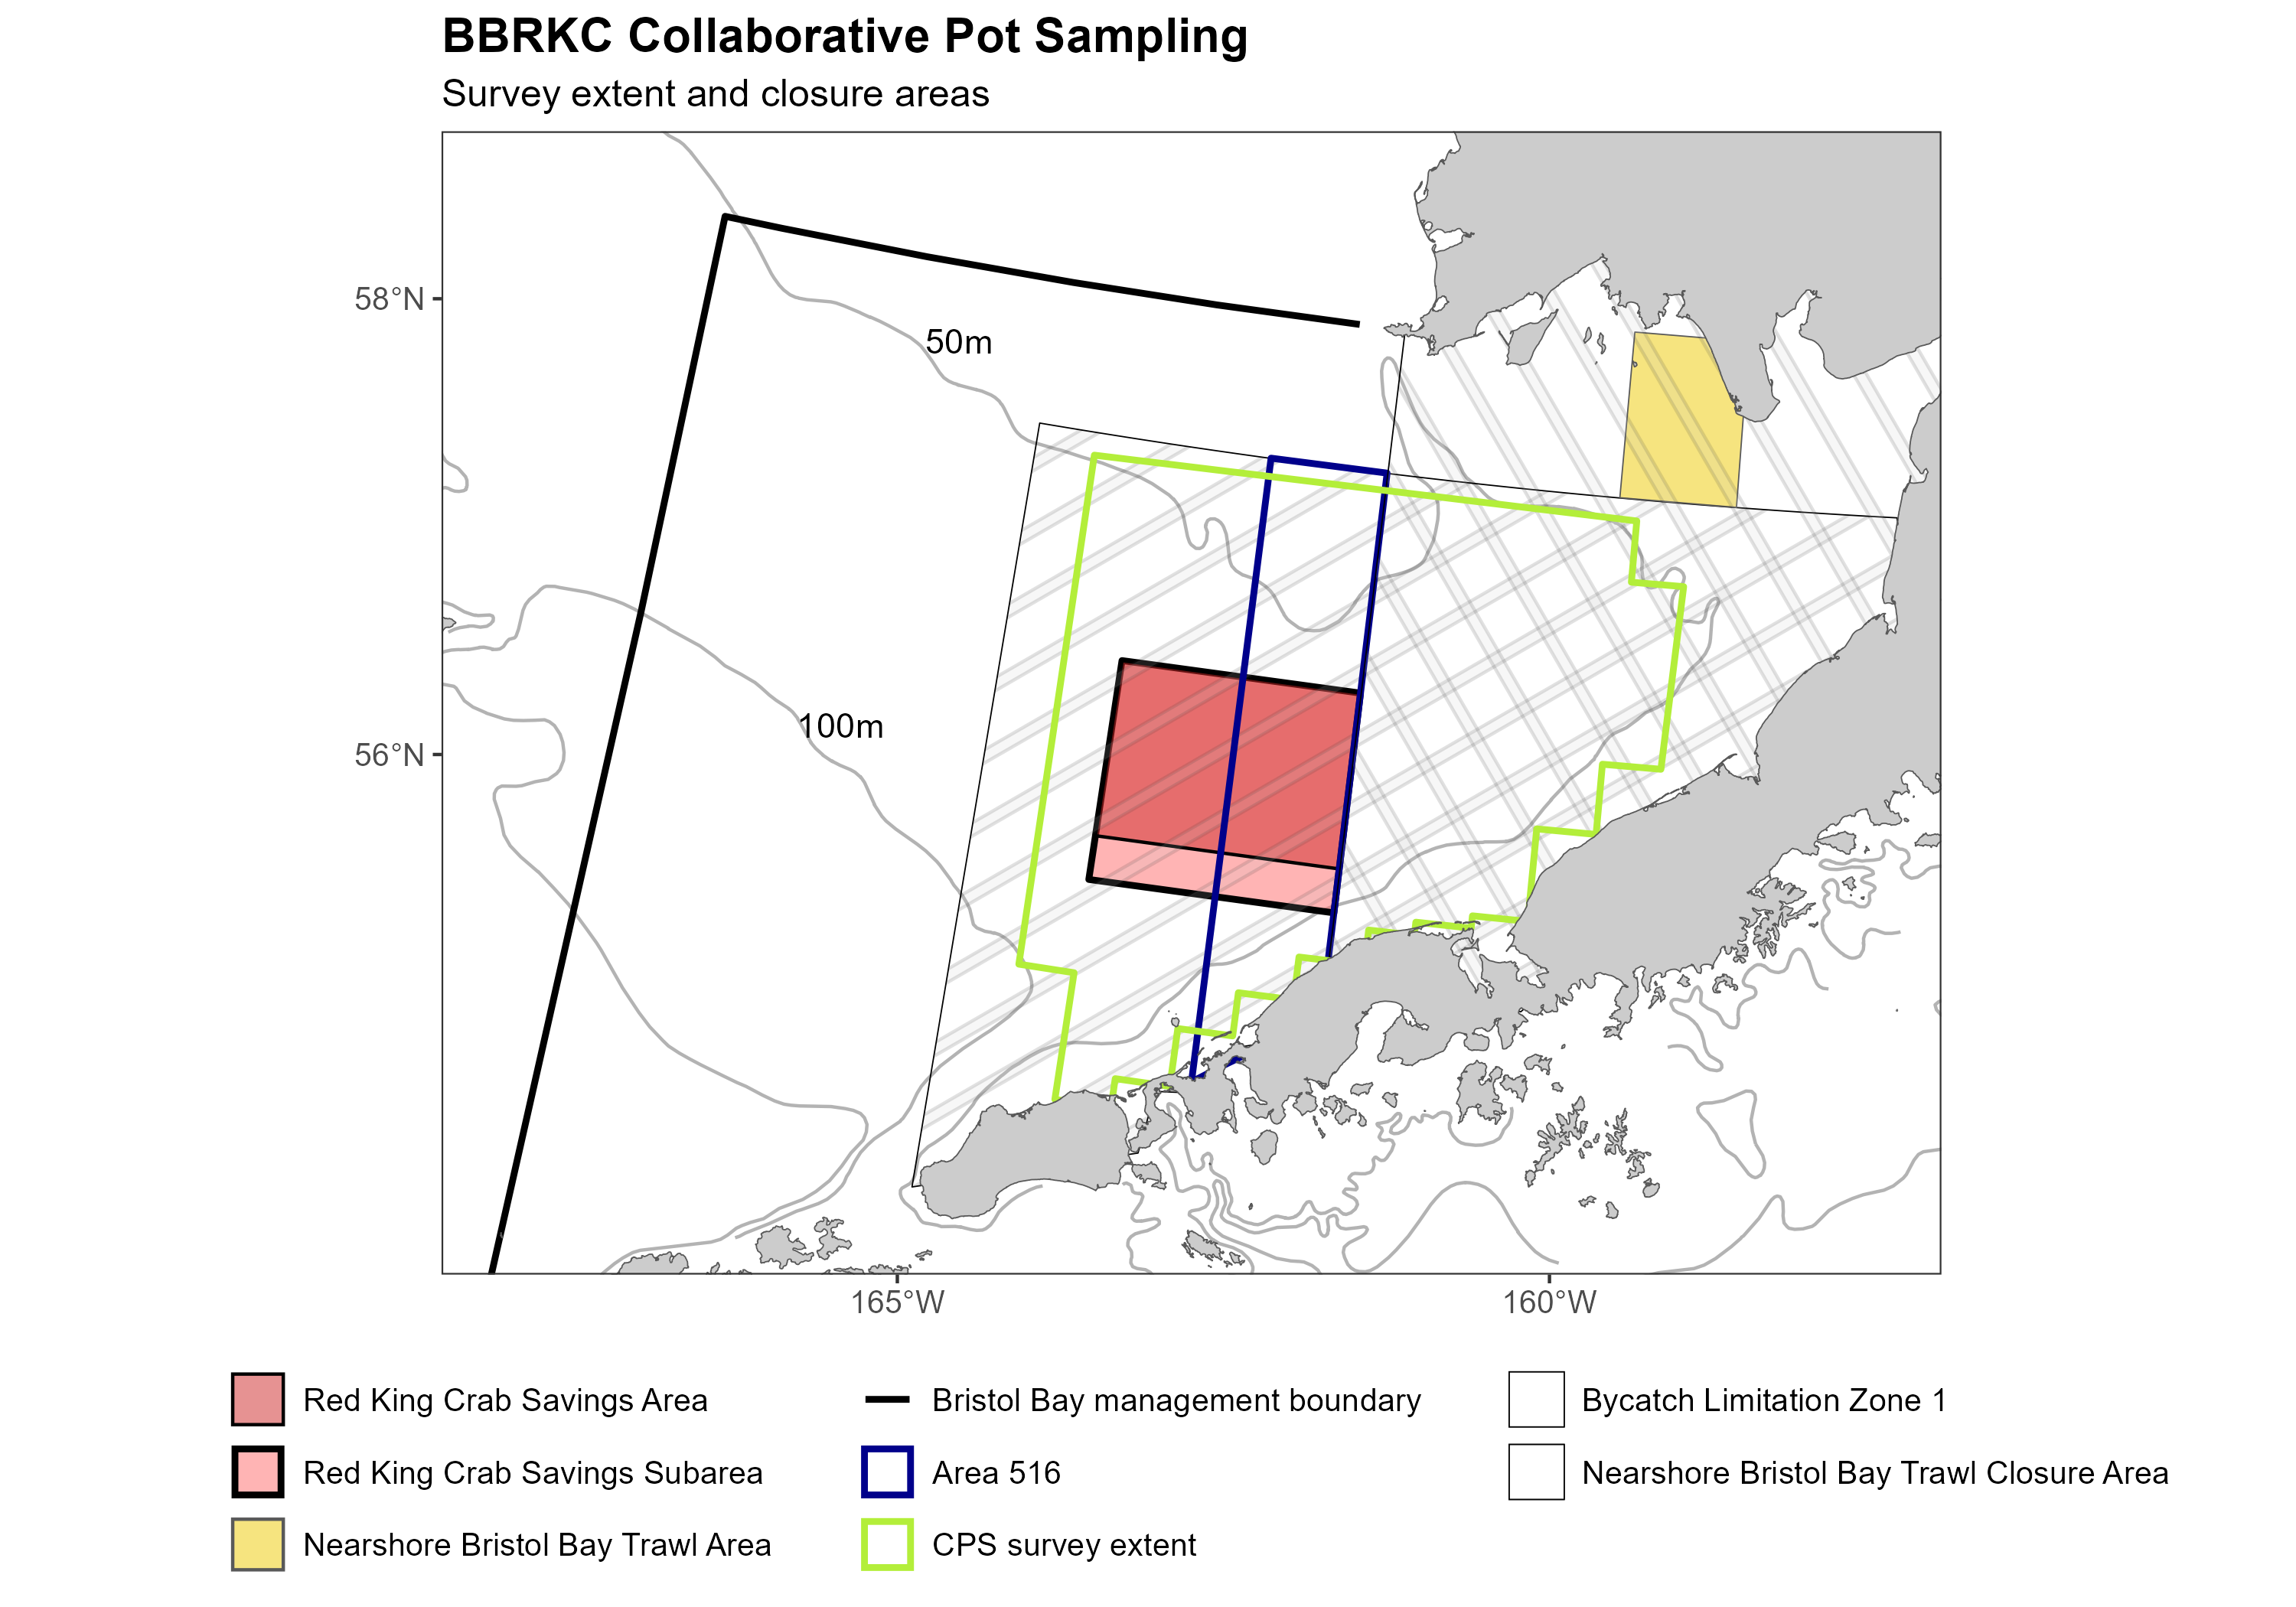 BBRKC Collaborative Pot Sampling
Survey extent and closure areas
58°N
50m
100m
56°N
165°W
160°W
Red King Crab Savings Area
Red King Crab Savings Subarea
Nearshore Bristol Bay Trawl Area
Bristol Bay management boundary
Area 516
CPS survey extent
Bycatch Limitation Zone 1
Nearshore Bristol Bay Trawl Closure Area